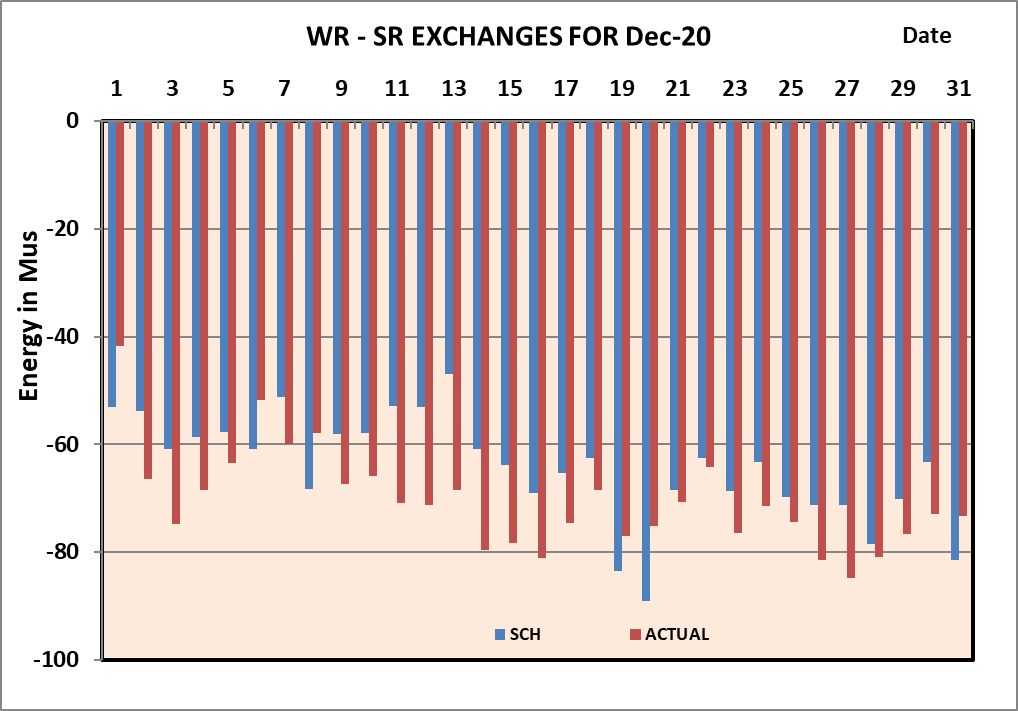 WR - SR EXCHANGES FOR Dec-20
Date
1 3 5 7 9 11 13 15 17 19 21 23 25 27 29 31
0
-20
-40
-60
-80
-100
Energy in Mus
SCH ACTUAL